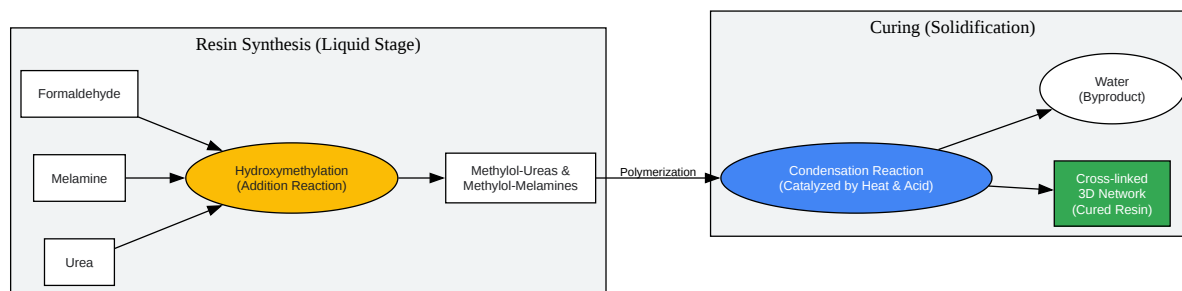 Resin Synthesis (Liquid Stage)
Formaldehyde
Melamine
Urea
Hydroxymethylation
(Addition Reaction)
Methylol-Ureas &
Methylol-Melamines
Polymerization
Curing (Solidification)
Condensation Reaction
(Catalyzed by Heat & Acid)
Water
(Byproduct)
Cross-linked
3D Network
(Cured Resin)